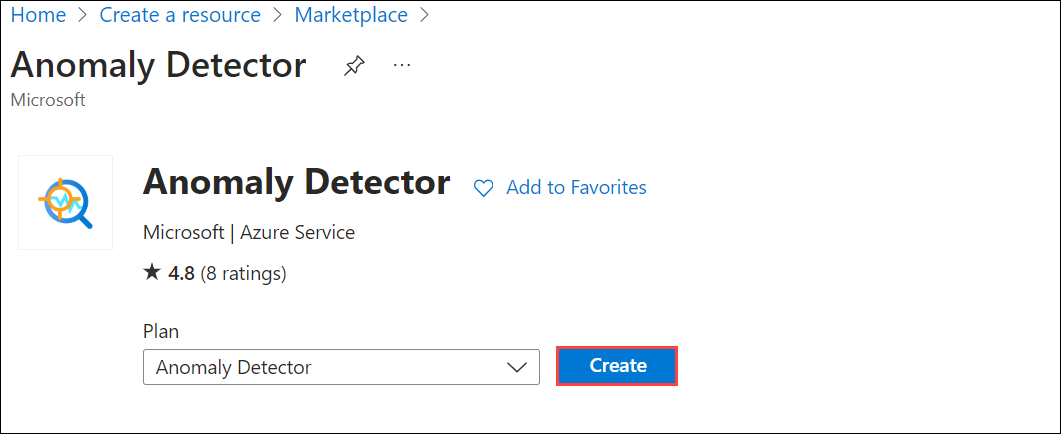 Home > Create a resource > Marketplace >
Anomaly Detector ...
Microsoft
Anomaly Detector Add to Favorites
Microsoft | Azure Service
★ 4.8 (8 ratings)
Plan
Anomaly Detector Create